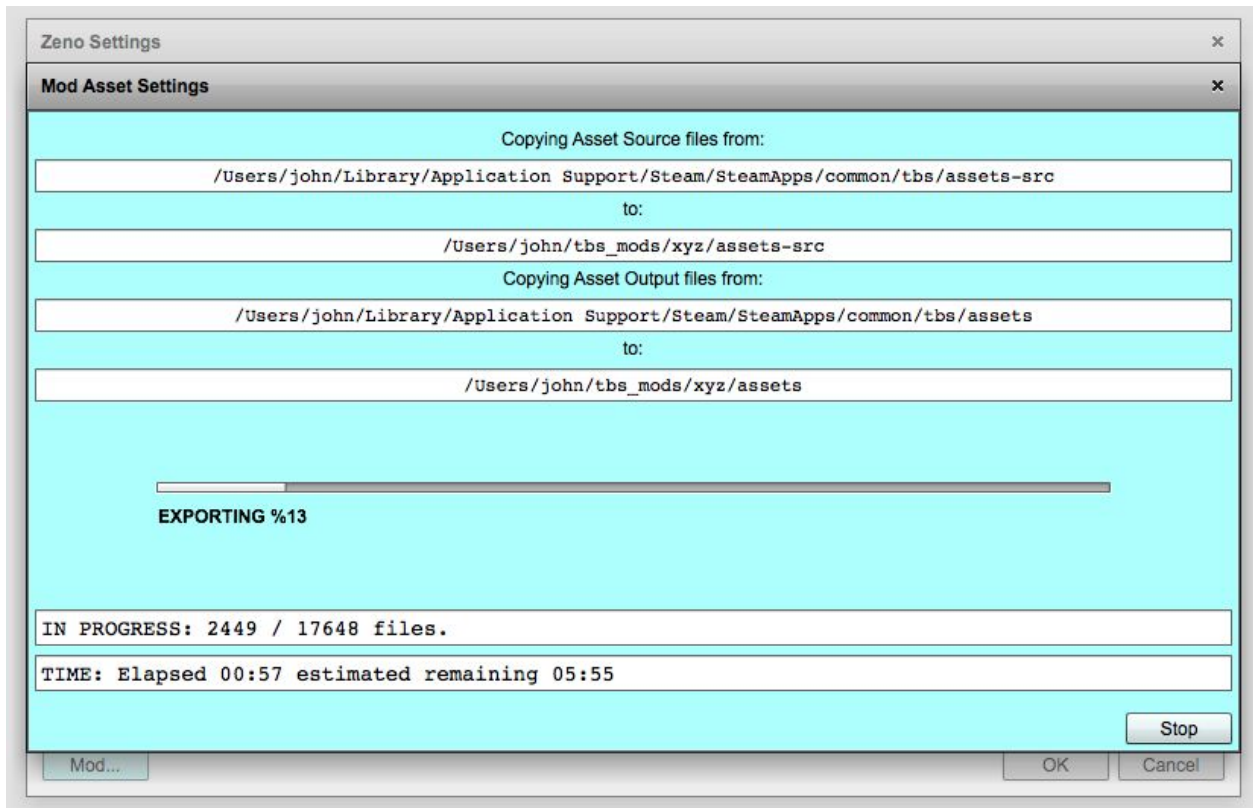 Zeno Settings ×
Mod Asset Settings ×
Copying Asset Source files from:
/Users/john/Library/Application Support/Steam/SteamApps/common/tbs/assets-src
to:
/Users/john/tbs_mods/xyz/assets-src
Copying Asset Output files from:
/Users/john/Library/Application Support/Steam/SteamApps/common/tbs/assets
to:
/Users/john/tbs_mods/xyz/assets
EXPORTING %13
IN PROGRESS: 2449 / 17648 files.
TIME: Elapsed 00:57 estimated remaining 05:55
Stop
Mod... OK Cancel